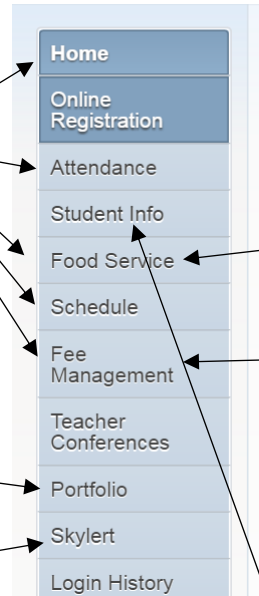 Home
Online
Registration
Attendance
Student Info
Food Service
Schedule
Fee
Management
Teacher
Conferences
Portfolio
Skylert
Login History